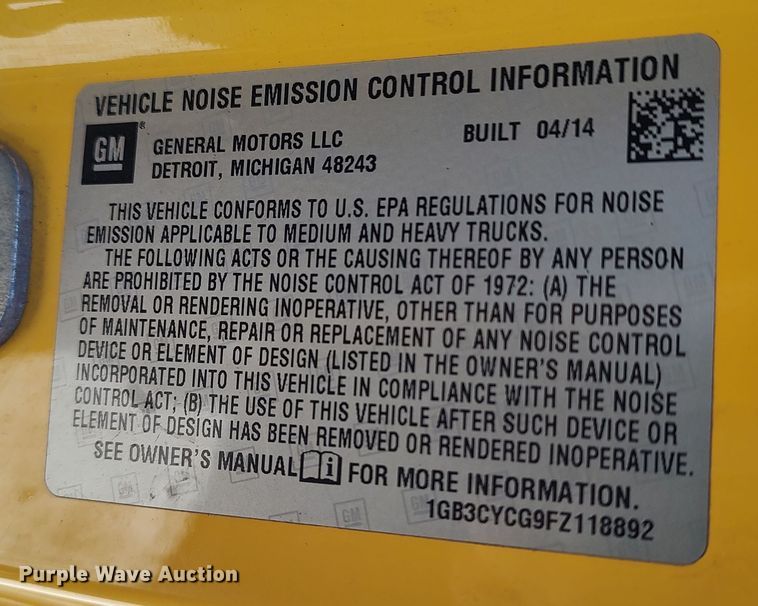 VEHICLE NOISE EMISSION CONTROL INFORMATION
GM ® GENERAL MOTORS LLC BUILT 04/14
DETROIT, MICHIGAN 48243
THIS VEHICLE CONFORMS TO U.S. EPA REGULATIONS FOR NOISE
EMISSION APPLICABLE TO MEDIUM AND HEAVY TRUCKS.
THE FOLLOWING ACTS OR THE CAUSING THEREOF BY ANY PERSON
ARE PROHIBITED BY THE NOISE CONTROL ACT OF 1972: (A) THE
REMOVAL OR RENDERING INOPERATIVE, OTHER THAN FOR PURPOSES
OF MAINTENANCE, REPAIR OR REPLACEMENT OF ANY NOISE CONTROL
DEVICE OR ELEMENT OF DESIGN (LISTED IN THE OWNER'S MANUAL)
INCORPORATED INTO THIS VEHICLE IN COMPLIANCE WITH THE NOISE
CONTROL ACT; (B) THE USE OF THIS VEHICLE AFTER SUCH DEVICE OR
ELEMENT OF DESIGN HAS BEEN REMOVED OR RENDERED INOPERATIVE.
SEE OWNER'S MANUAL i FOR MORE INFORMATION.
1GB3CYCG9FZ118892
Purple Wave Auction